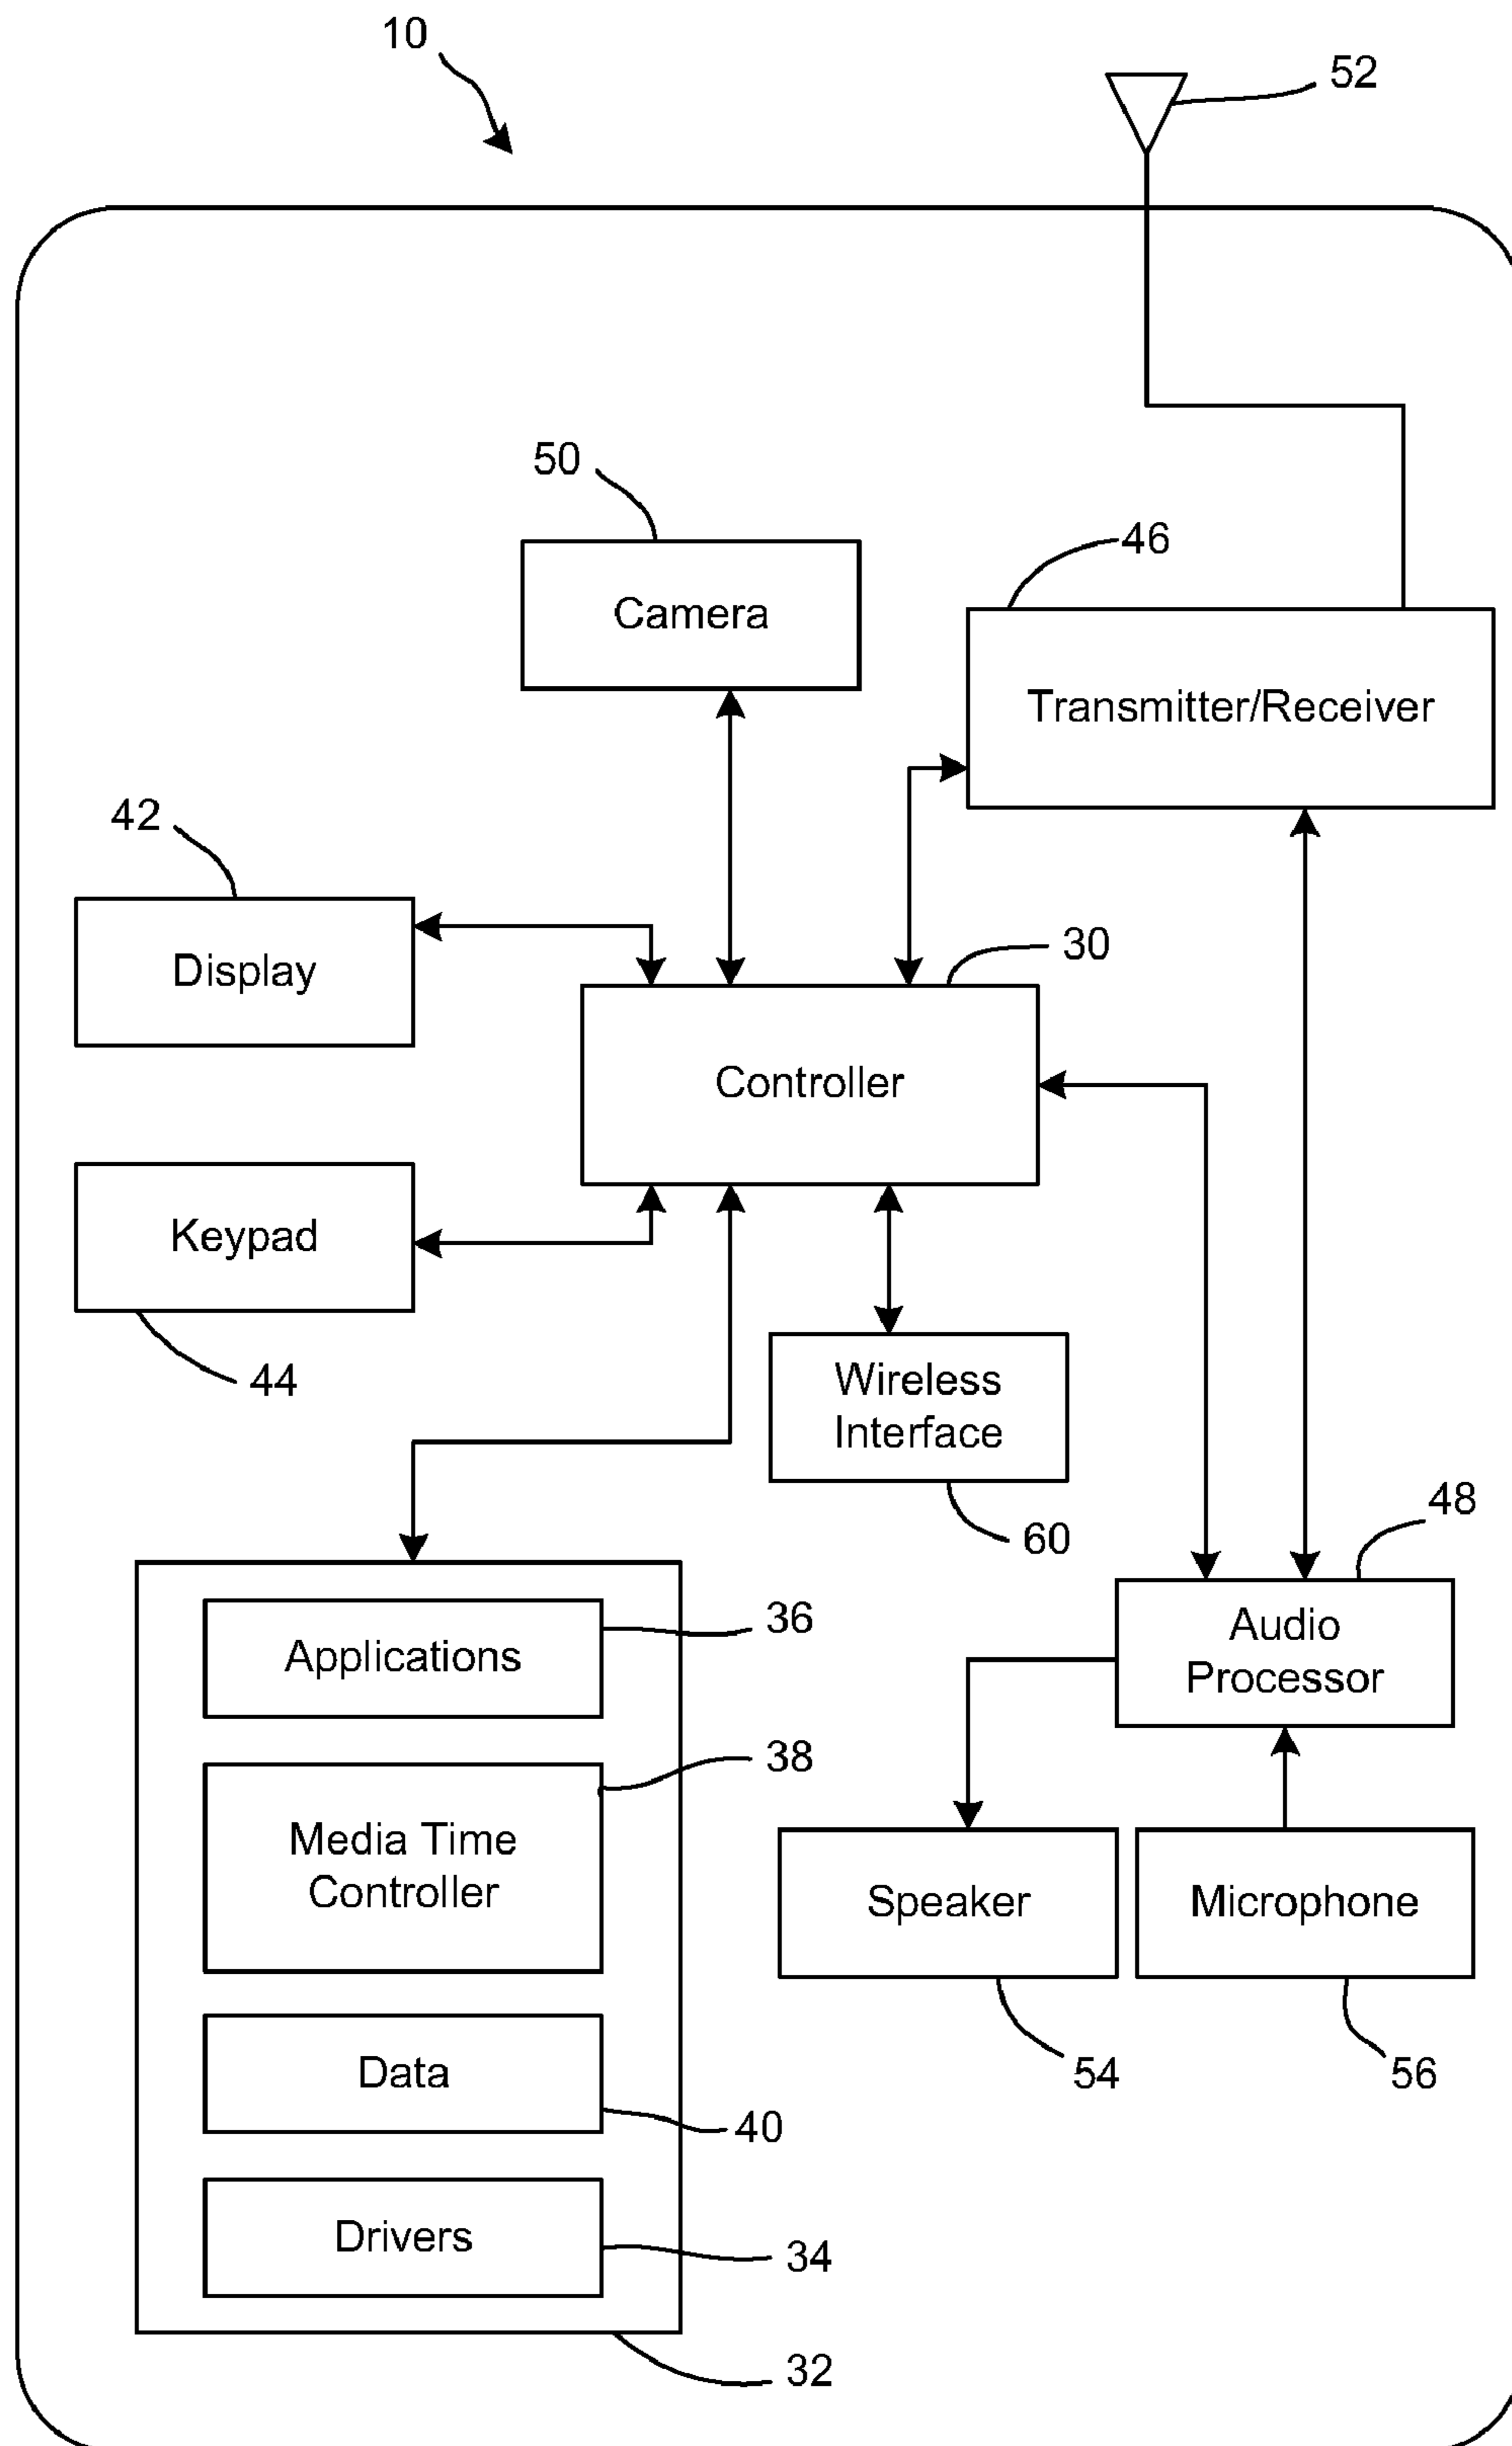 10
52
50
Camera
46
Transmitter/Receiver
42
Display
30
Controller
Keypad
44
Wireless
Interface
60
48
Audio
Processor
Applications
36
38
Media Time
Controller
Speaker
Microphone
54
56
Data
40
Drivers
34
32